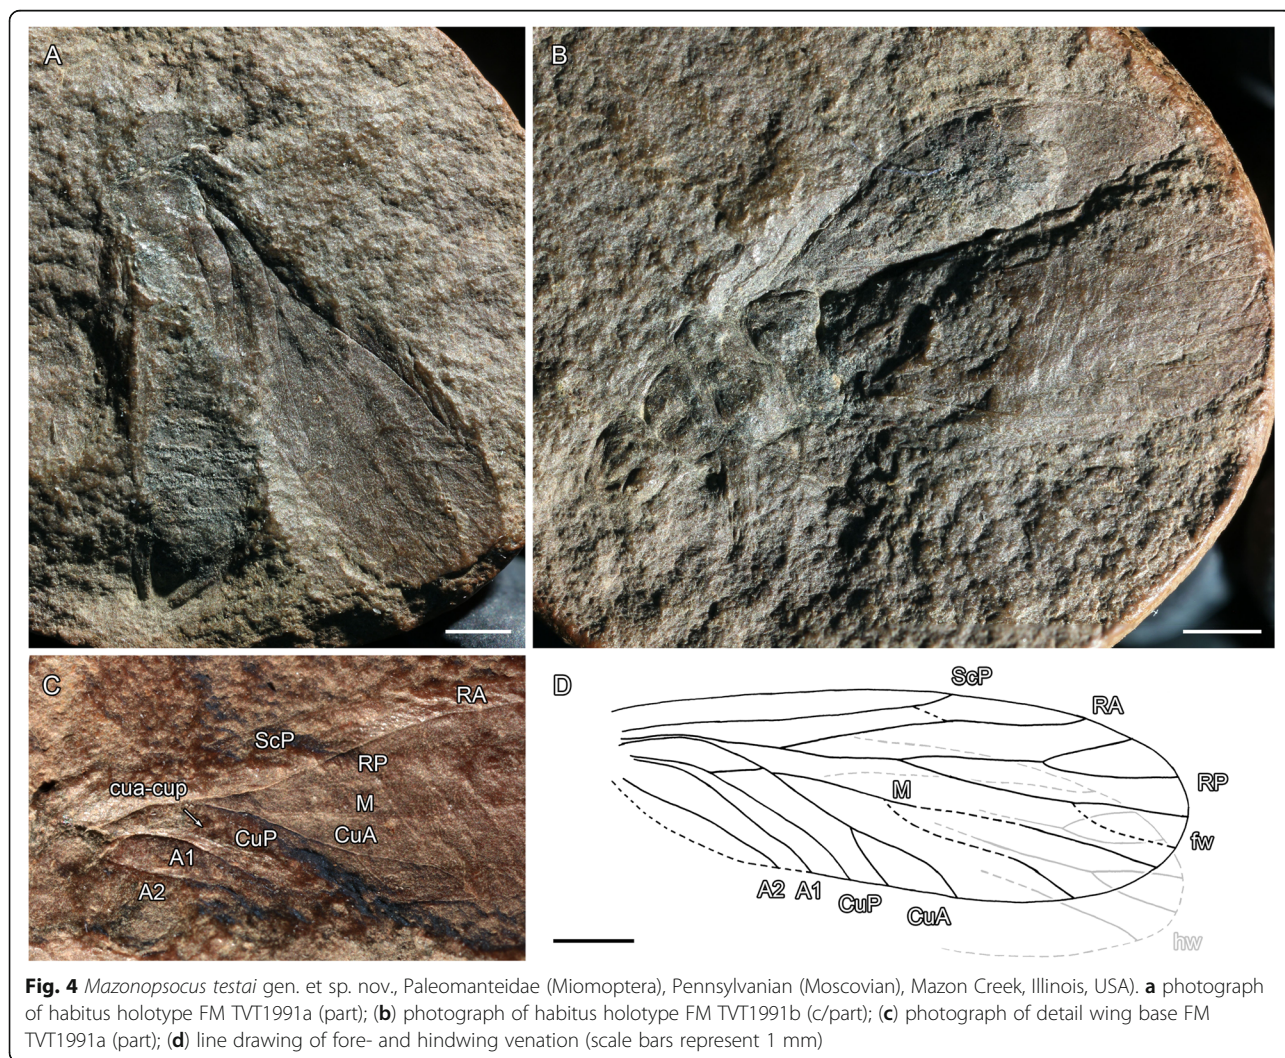 A
B
C
RA
ScP
RP
cua-cup
M
CuA
CuP
A1
A2
D
ScP
RA
RP
M
fw
A2 A1 CuP CuA
hw
Fig. 4 Mazonopsocus testai gen. et sp. nov., Paleomanteidae (Miomoptera), Pennsylvanian (Moscovian), Mazon Creek, Illinois, USA). a photograph
of habitus holotype FM TVT1991a (part); (b) photograph of habitus holotype FM TVT1991b (c/part); (c) photograph of detail wing base FM
TVT1991a (part); (d) line drawing of fore- and hindwing venation (scale bars represent 1 mm)